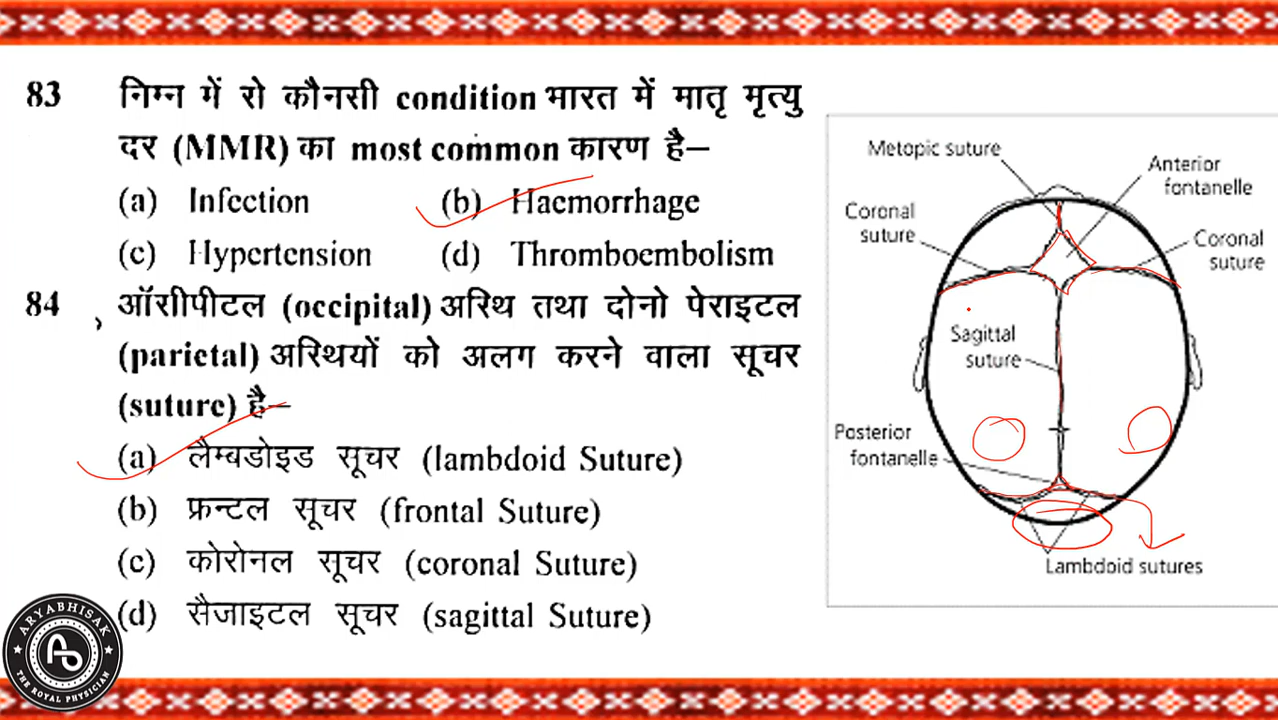 83 निम्न में रो कौनसी condition भारत में मातृ मृत्यु
दर (MMR) का most common कारण है–
(a) Infection (b) Haemorrhage
(c) Hypertension (d) Thromboembolism
84 ऑसीपीटल (occipital) अस्थि तथा दोनो पेराइटल
(parietal) अस्थियों को अलग करने वाला सूचर
(suture) है–
(a) लैम्बडोइड सूचर (lambdoid Suture)
(b) फ्रन्टल सूचर (frontal Suture)
(c) कोरोनल सूचर (coronal Suture)
(d) सैजाइटल सूचर (sagittal Suture)
Metopic suture
Anterior
fontanelle
Coronal
suture
Coronal
suture
Sagittal
suture
Posterior
fontanelle
Lambdoid sutures
ARYABHISAK
THE ROYAL PHYSICIAN